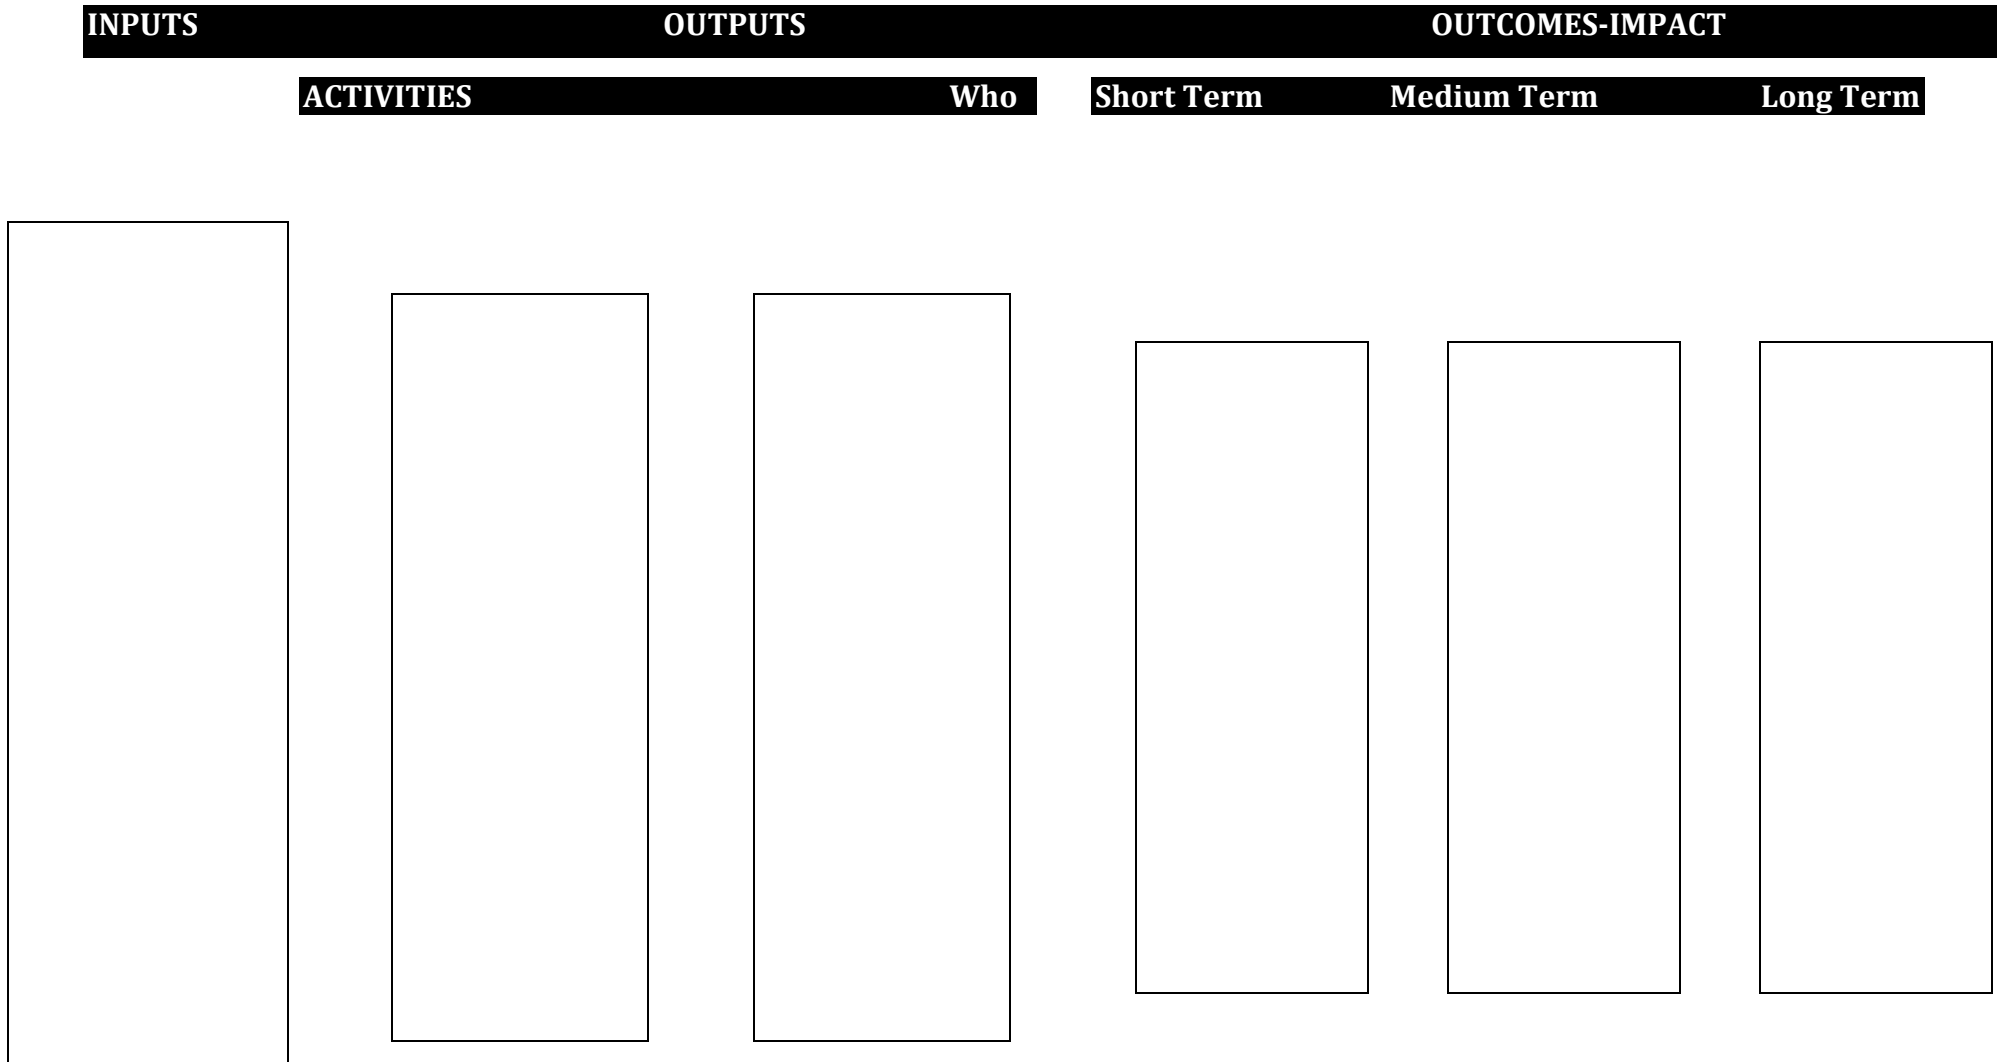 INPUTS OUTPUTS OUTCOMES-IMPACT
ACTIVITIES Who Short Term Medium Term Long Term